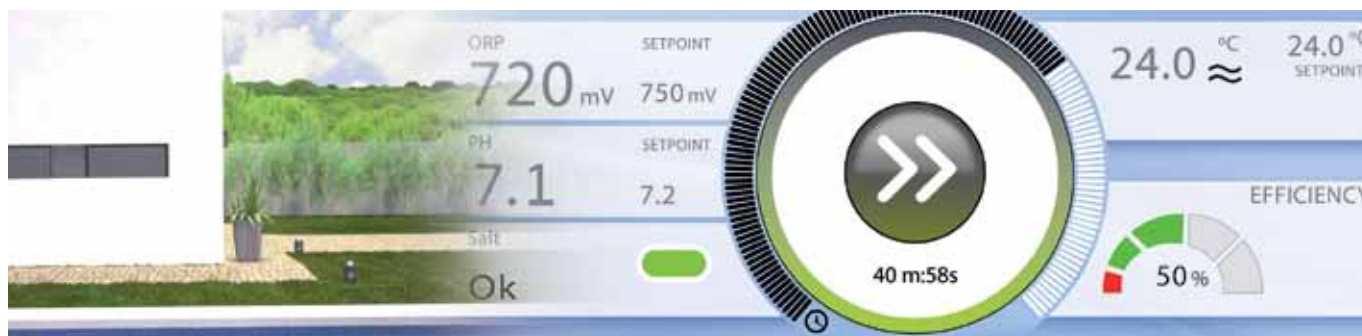 ORP
SETPOINT
720 mV
750 mV
PH
SETPOINT
7.1
7.2
Salt
Ok
40 m:58s
24.0 °C
≈
24.0 °C
SETPOINT
EFFICIENCY
50 %